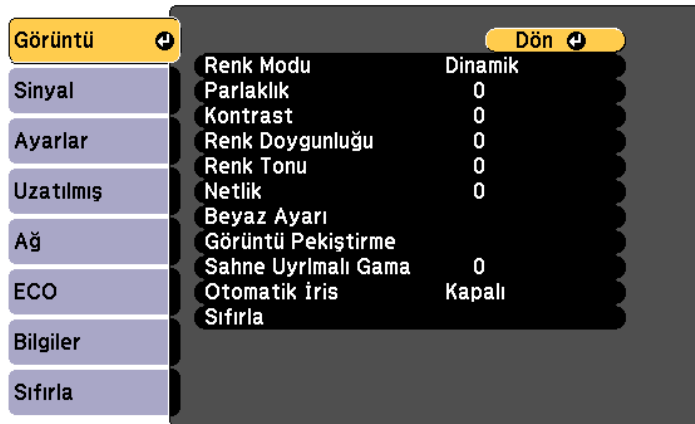 Görüntü
Sinyal
Ayarlar
Uzatılmış
Ağ
ECO
Bilgiler
Sıfırla
Dön
Renk Modu Dinamik
Parlaklık 0
Kontrast 0
Renk Doygunluğu 0
Renk Tonu 0
Netlik 0
Beyaz Ayarı
Görüntü Pekiştirme
Sahne Uyrlmalı Gama 0
Otomatik İris Kapalı
Sıfırla